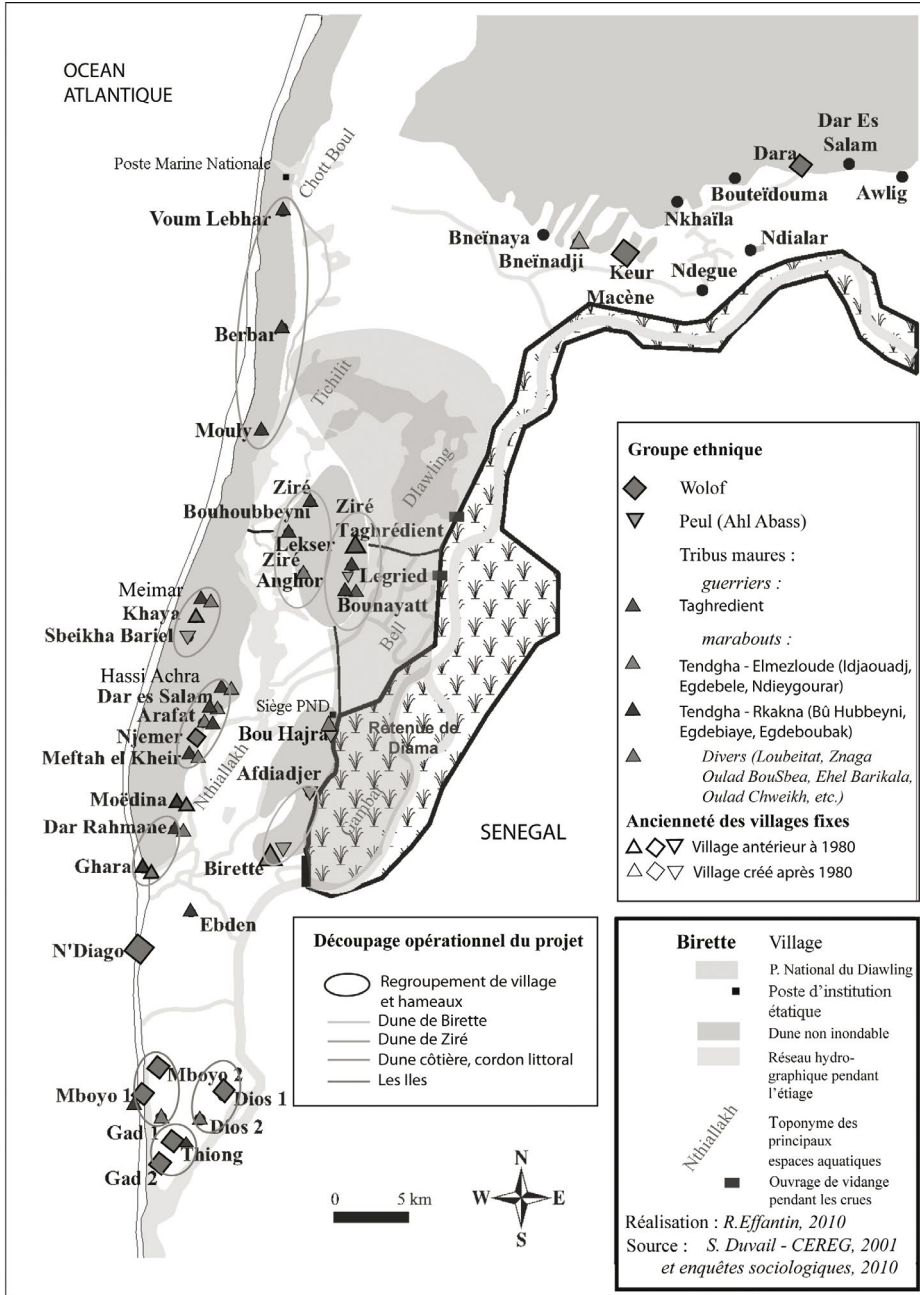 OCEAN
ATLANTIQUE
Poste Marine Nationale
Chott Boul
Voum Lebhar
Berbar
Tichilit
Mouly
Dar Es
Salam
Dara
Bouteïdouma
Awlig
Nkhaïla
Bneïnaya
Bneïnadji
Ndialar
Keur
Macène
Ndegue
DIawling
Ziré
Bouhoubbeyni
Ziré
Taghrédient
Lekser
Ziré
Anghor
Legried
Bounayatt
Bell
Meimar
Khaya
Sbeikha Bariel
Hassi Achra
Dar es Salam
Arafat
Njemer
Meftah el Kheir
Nthiallakh
Siège PND
Bou Hajra
Retenue de
Diama
Afdiadjer
Gamba
Moëdina
Dar Rahmane
Ghara
Birette
SENEGAL
Ebden
N'Diago
Mboyo 2
Mboyo 1
Dios 1
Gad 1
Dios 2
Thiong
Gad 2
Groupe ethnique
Wolof
Peul (Ahl Abass)
Tribus maures :
guerriers :
Taghredient
marabouts :
Tendgha - Elmezloude (Idjaouadj,
Egdebele, Ndieygourar)
Tendgha - Rkakna (Bû Hubbeyni,
Egdebiaye, Egdeboubak)
Divers (Loubeitat, Znaga
Oulad BouSbea, Ehel Barikala,
Oulad Chweikh, etc.)
Ancienneté des villages fixes
Village antérieur à 1980
Village créé après 1980
Découpage opérationnel du projet
Regroupement de village
et hameaux
Dune de Birette
Dune de Ziré
Dune côtière, cordon littoral
Les Iles
0 5 km
N
W E
S
Birette Village
P. National du Diawling
Poste d'institution
étatique
Dune non inondable
Réseau hydro-
graphique pendant
l'étiage
Nthiallakh
Toponyme des
principaux
espaces aquatiques
Ouvrage de vidange
pendant les crues
Réalisation : R.Effantin, 2010
Source : S. Duvail - CEREG, 2001
et enquêtes sociologiques, 2010